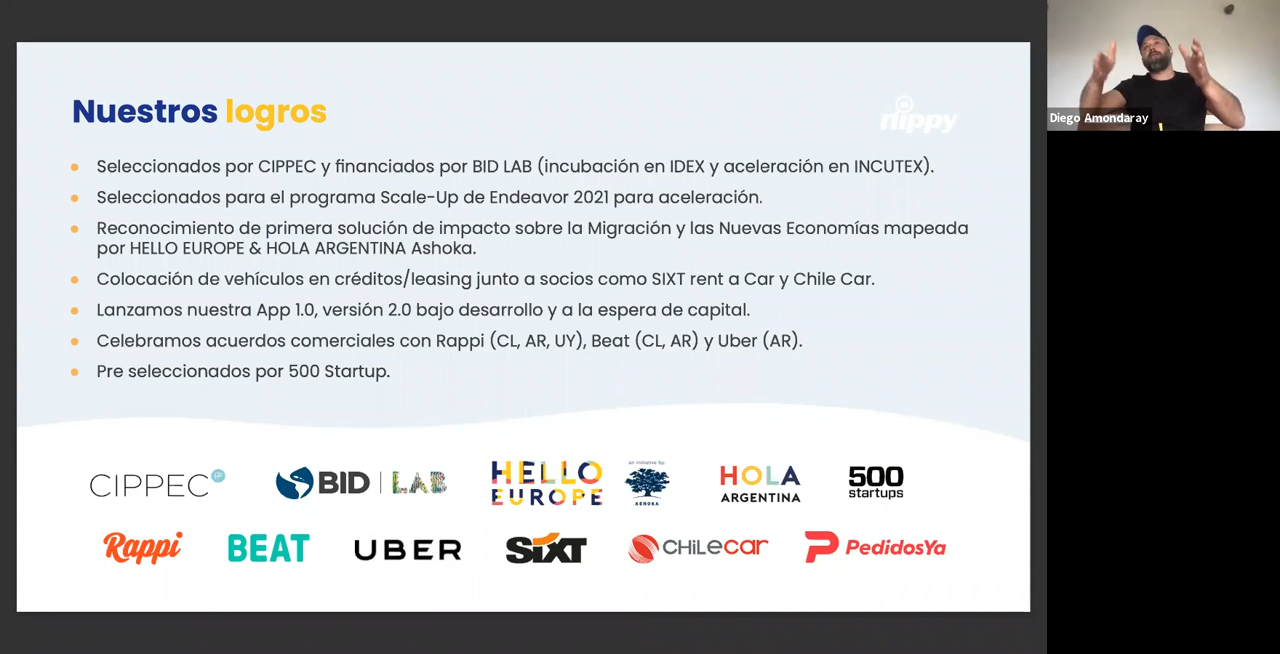 Nuestros logros
nippy
Diego Amondaray
Seleccionados por CIPPEC y financiados por BID LAB (incubación en IDEX y aceleración en INCUTEX).
Seleccionados para el programa Scale-Up de Endeavor 2021 para aceleración.
Reconocimiento de primera solución de impacto sobre la Migración y las Nuevas Economías mapeada
por HELLO EUROPE & HOLA ARGENTINA Ashoka.
Colocación de vehículos en créditos/leasing junto a socios como SIXT rent a Car y Chile Car.
Lanzamos nuestra App 1.0, versión 2.0 bajo desarrollo y a la espera de capital.
Celebramos acuerdos comerciales con Rappi (CL, AR, UY), Beat (CL, AR) y Uber (AR).
Pre seleccionados por 500 Startup.
CIPPEC
BID | LAB
HELLO
EUROPE
an initiative by:
ASHOKA
HOLA
ARGENTINA
500
startups
Rappi
BEAT
UBER
SIXT
CHILECAR
PedidosYa